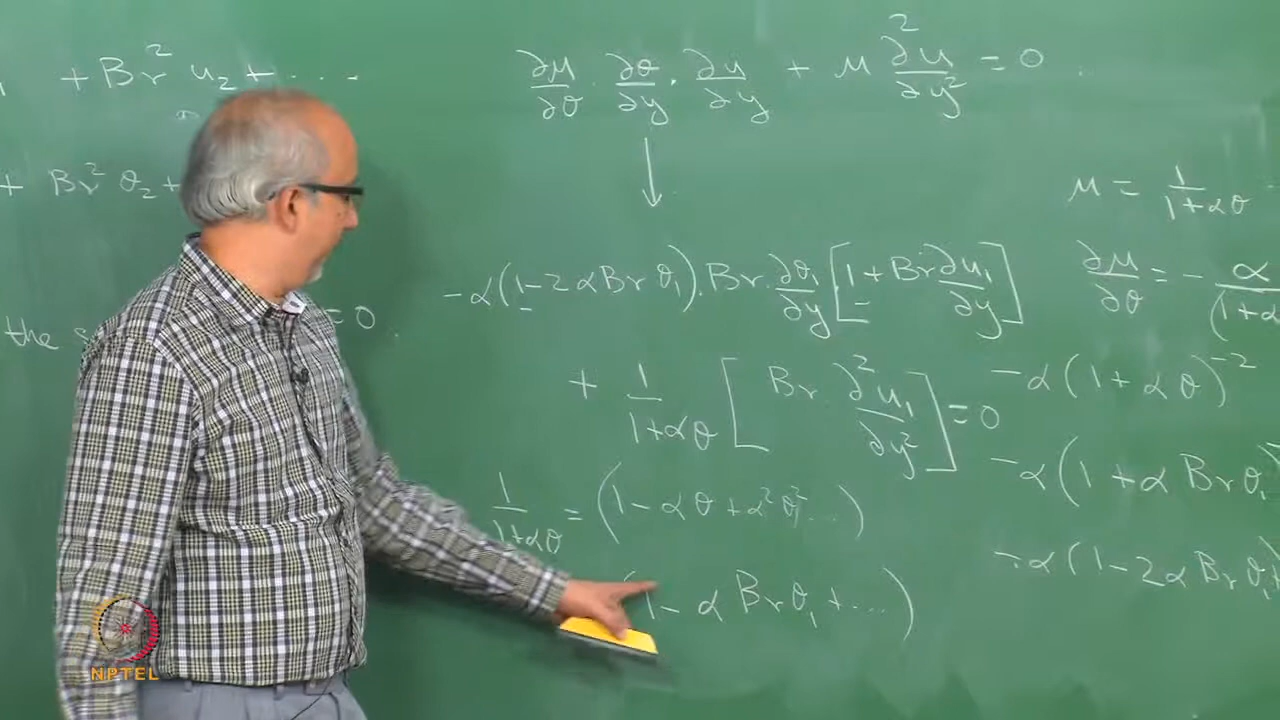 + Br² u₂ + ....
∂μ/∂θ · ∂θ/∂y · ∂u/∂y + μ ∂²u/∂y² = 0
+ Br² θ₂ +
μ = 1/(1+αθ)
-α(1-2αBrθ₁).Br.∂θ₁/∂y [1 + Br ∂u₁/∂y]
∂μ/∂θ = - α/(1+α
the
= 0.
+ 1/(1+αθ) [ Br ∂²u₁/∂y² ] = 0
-α(1+αθ)⁻²
-α(1+αBrθ₁)
1/(1+αθ) = (1-αθ+α²θ²...)
-α(1-2αBrθ₁+
(1-αBrθ₁+....)
NPTEL